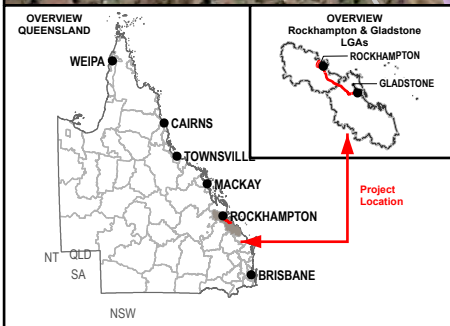 OVERVIEW
QUEENSLAND
WEIPA
CAIRNS
TOWNSVILLE
MACKAY
ROCKHAMPTON
BRISBANE
NT
QLD
SA
NSW
OVERVIEW
Rockhampton & Gladstone
LGAs
ROCKHAMPTON
GLADSTONE
Project
Location